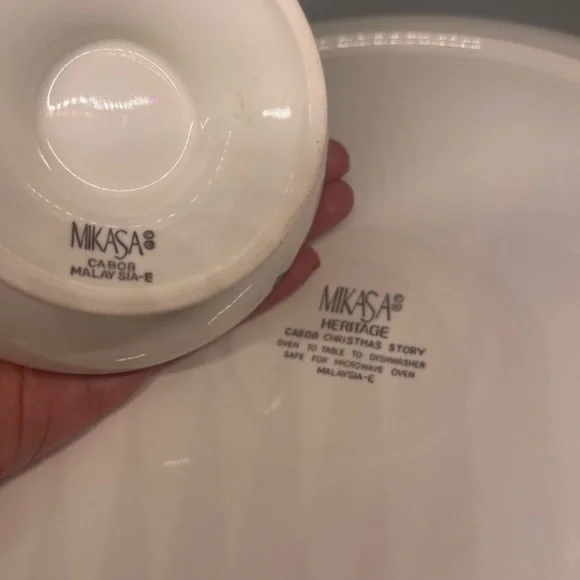 MIKASA ©®
CAB08
MALAYSIA-E
MIKASA ©®
HERITAGE
CAB08 CHRISTMAS STORY
OVEN TO TABLE TO DISHWASHER
SAFE FOR MICROWAVE OVEN
MALAYSIA-E